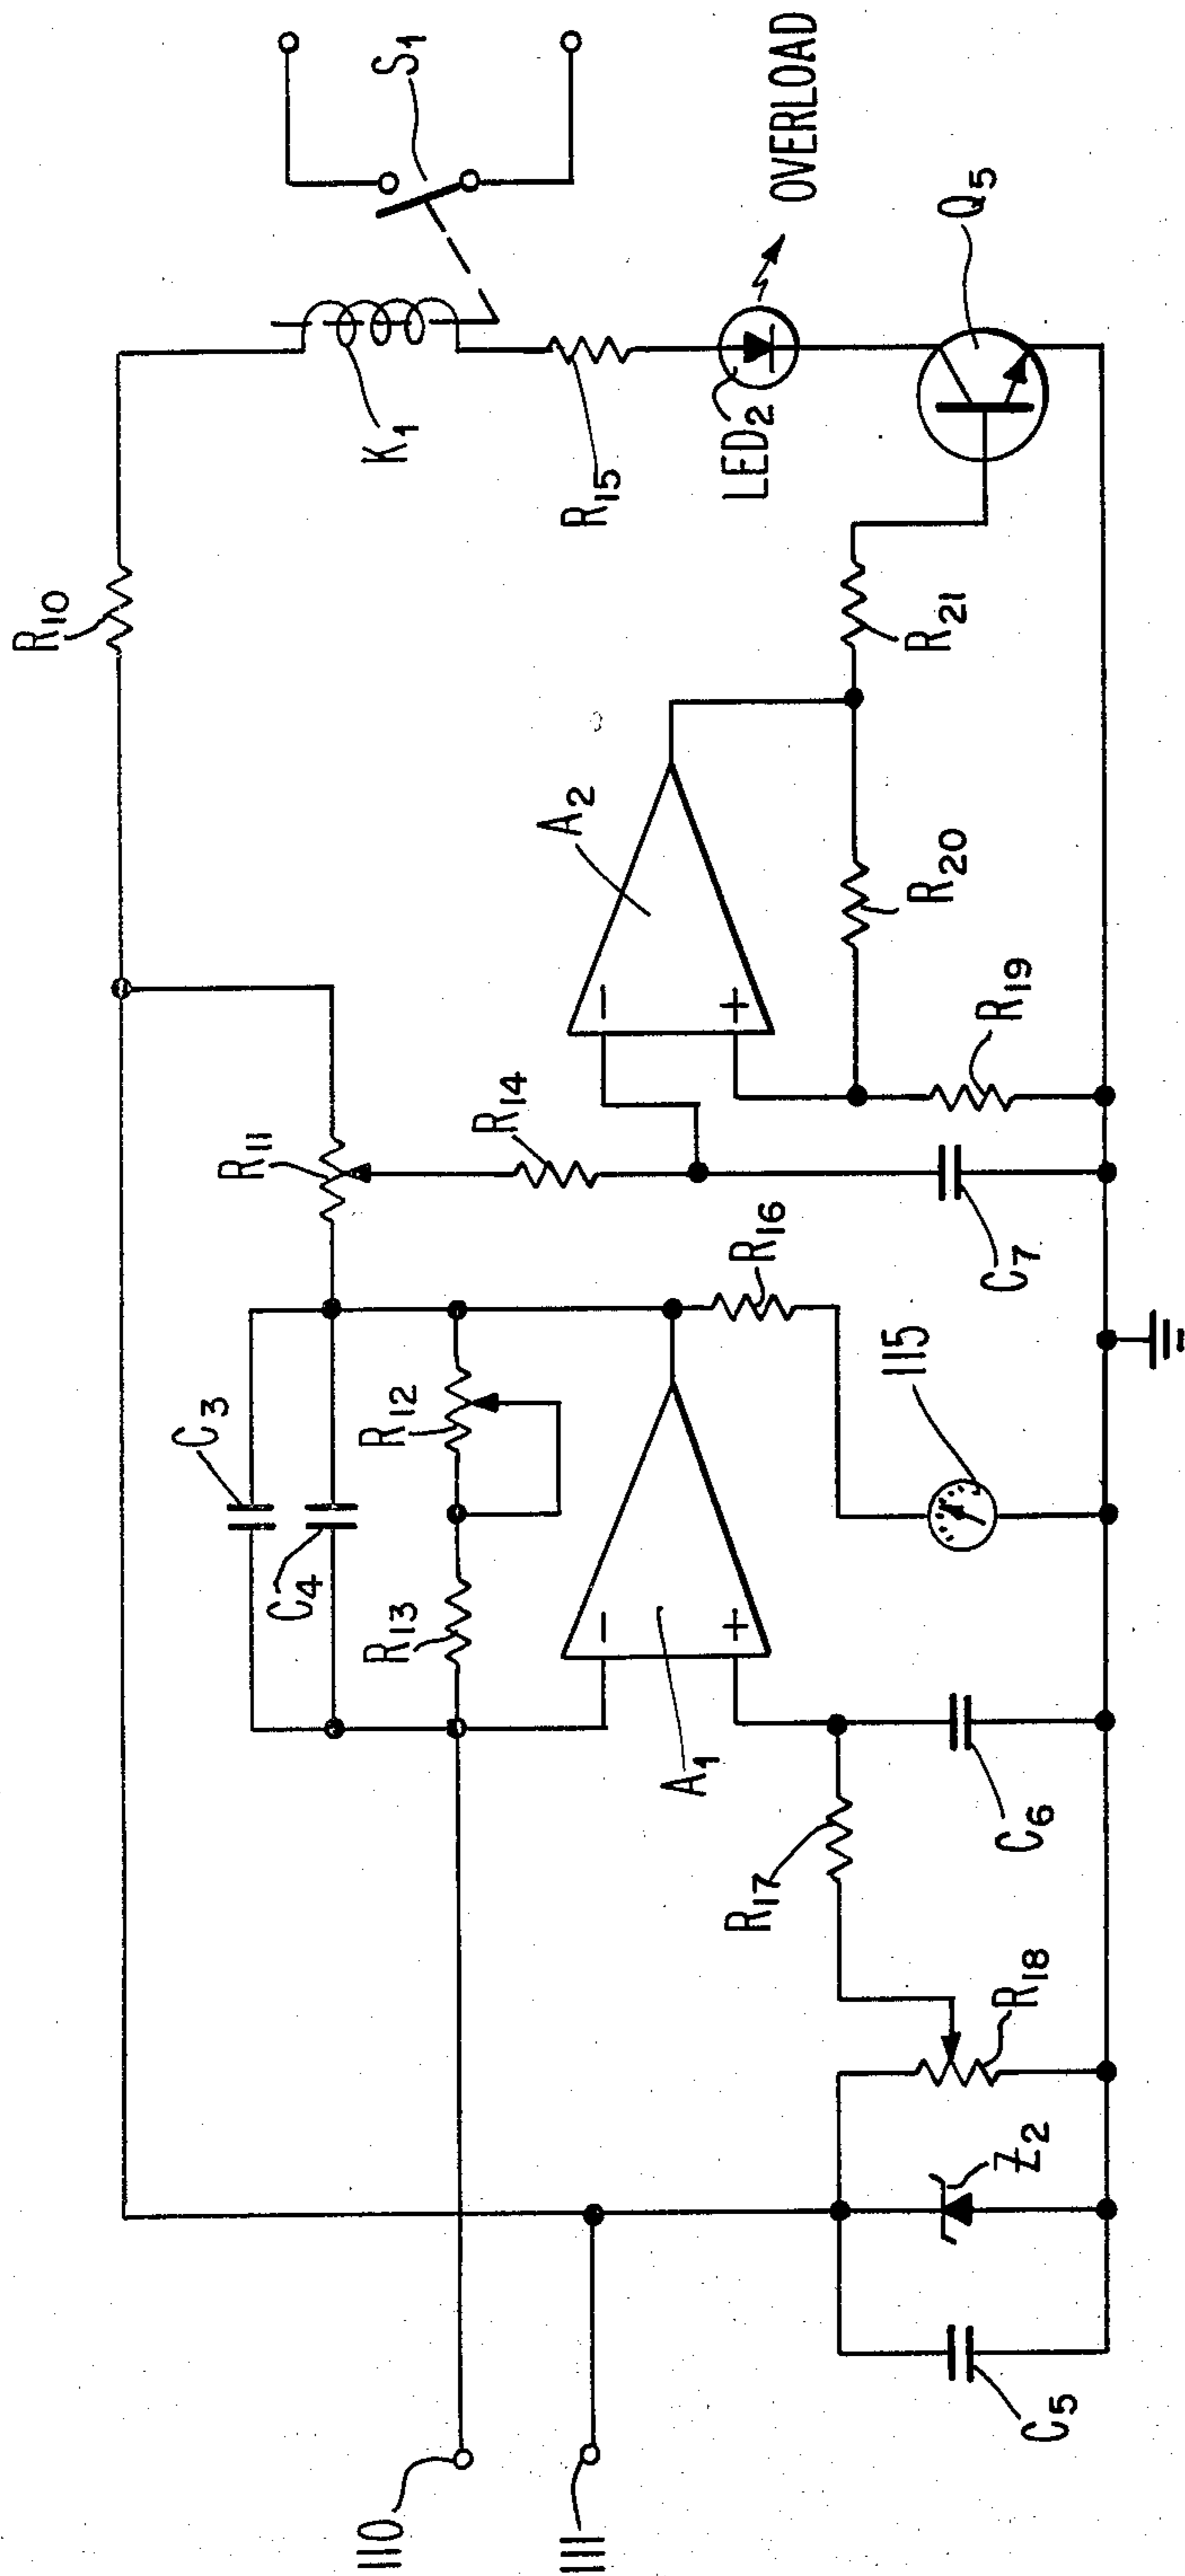 110
111
C5
Z2
R18
R17
C6
A1
−
+
R13
R12
C4
C3
115
R16
C7
R14
R11
R19
R20
A2
−
+
R21
R10
K1
R15
LED2
OVERLOAD
Q5
S1